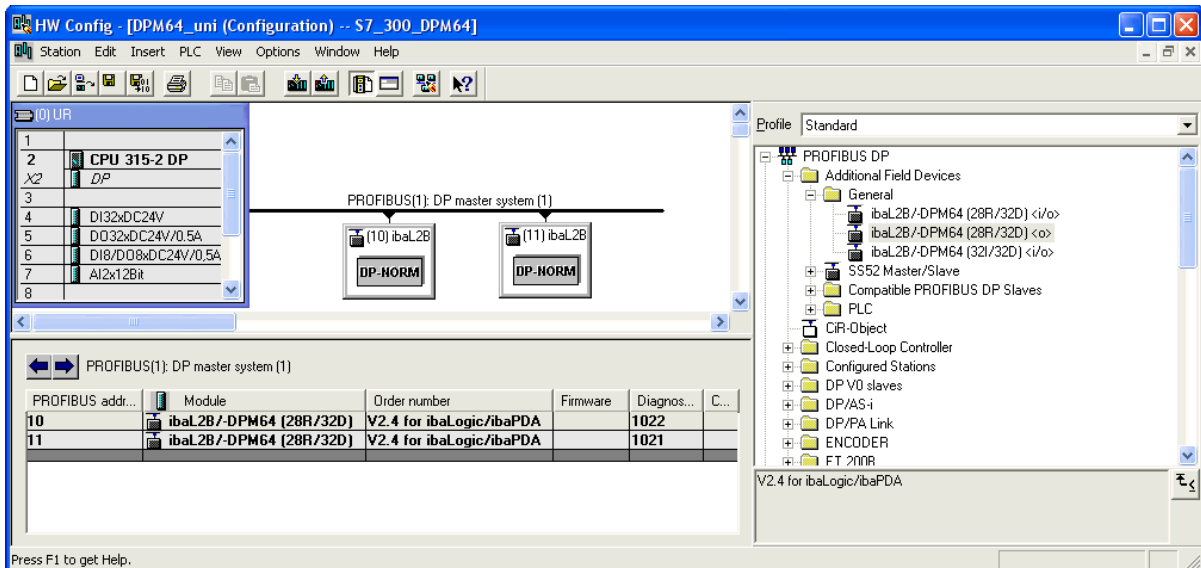 HW Config - [DPM64_uni (Configuration) -- S7_300_DPM64]
Station Edit Insert PLC View Options Window Help
(0) UR
1
2 CPU 315-2 DP
X2 DP
3
4 DI32xDC24V
5 DO32xDC24V/0.5A
6 DI8/DO8xDC24V/0,5A
7 AI2x12Bit
8
PROFIBUS(1): DP master system (1)
(10) ibaL2B
DP-NORM
(11) ibaL2B
DP-NORM
Profile Standard
PROFIBUS DP
Additional Field Devices
General
ibaL2B/-DPM64 (28R/32D) <i/o>
ibaL2B/-DPM64 (28R/32D) <o>
ibaL2B/-DPM64 (32I/32D) <i/o>
SS52 Master/Slave
Compatible PROFIBUS DP Slaves
PLC
CiR-Object
Closed-Loop Controller
Configured Stations
DP V0 slaves
DP/AS-i
DP/PA Link
ENCODER
ET 200B
V2.4 for ibaLogic/ibaPDA
PROFIBUS(1): DP master system (1)
PROFIBUS addr... Module Order number Firmware Diagnos... C...
10 ibaL2B/-DPM64 (28R/32D) V2.4 for ibaLogic/ibaPDA 1022
11 ibaL2B/-DPM64 (28R/32D) V2.4 for ibaLogic/ibaPDA 1021
Press F1 to get Help.